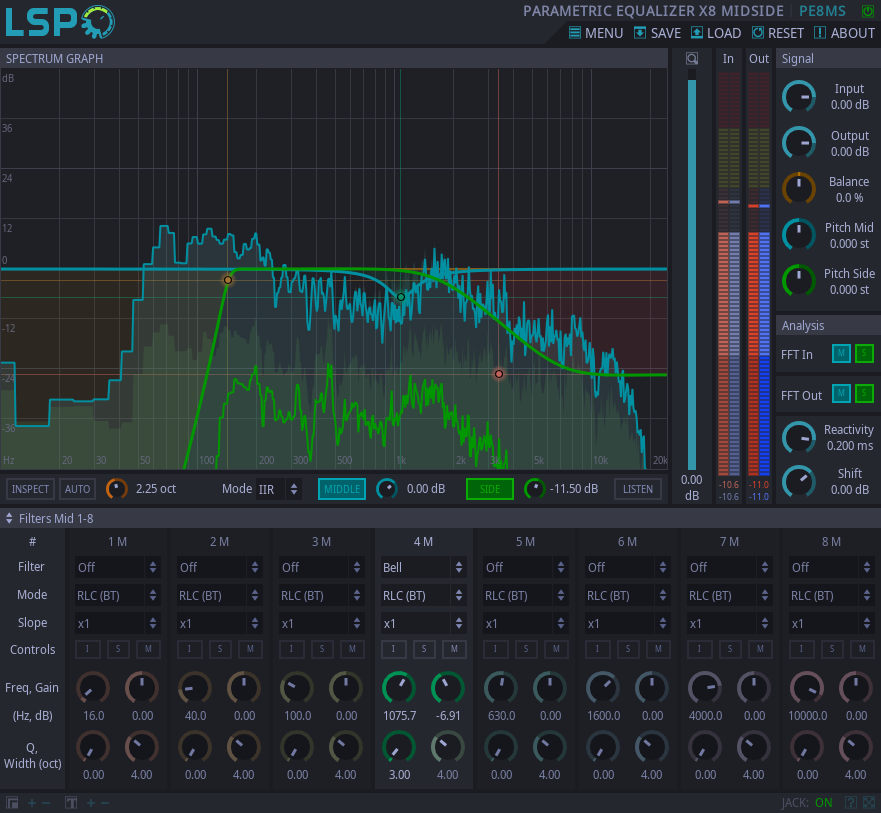 LSP
PARAMETRIC EQUALIZER X8 MIDSIDE PE8MS
MENU SAVE LOAD RESET ABOUT
SPECTRUM GRAPH
dB
36
24
12
0
-12
-24
-36
Hz 20 30 50 100 200 300 500 1k 2k 3k 5k 10k 20k
0.00
dB
In Out
-10.6 -11.0
-10.6 -11.0
Signal
Input
0.00 dB
Output
0.00 dB
Balance
0.0 %
Pitch Mid
0.000 st
Pitch Side
0.000 st
Analysis
FFT In M S
FFT Out M S
Reactivity
0.200 ms
Shift
0.00 dB
INSPECT AUTO 2.25 oct Mode IIR MIDDLE 0.00 dB SIDE -11.50 dB LISTEN
Filters Mid 1-8
# 1 M 2 M 3 M 4 M 5 M 6 M 7 M 8 M
Filter Off Off Off Bell Off Off Off Off
Mode RLC (BT) RLC (BT) RLC (BT) RLC (BT) RLC (BT) RLC (BT) RLC (BT) RLC (BT)
Slope x1 x1 x1 x1 x1 x1 x1 x1
Controls I S M I S M I S M I S M I S M I S M I S M I S M
Freq, Gain
(Hz, dB) 16.0 0.00 40.0 0.00 100.0 0.00 1075.7 -6.91 630.0 0.00 1600.0 0.00 4000.0 0.00 10000.0 0.00
Q,
Width (oct)
0.00 4.00 0.00 4.00 0.00 4.00 3.00 4.00 0.00 4.00 0.00 4.00 0.00 4.00 0.00 4.00
+ − T + − JACK: ON ?